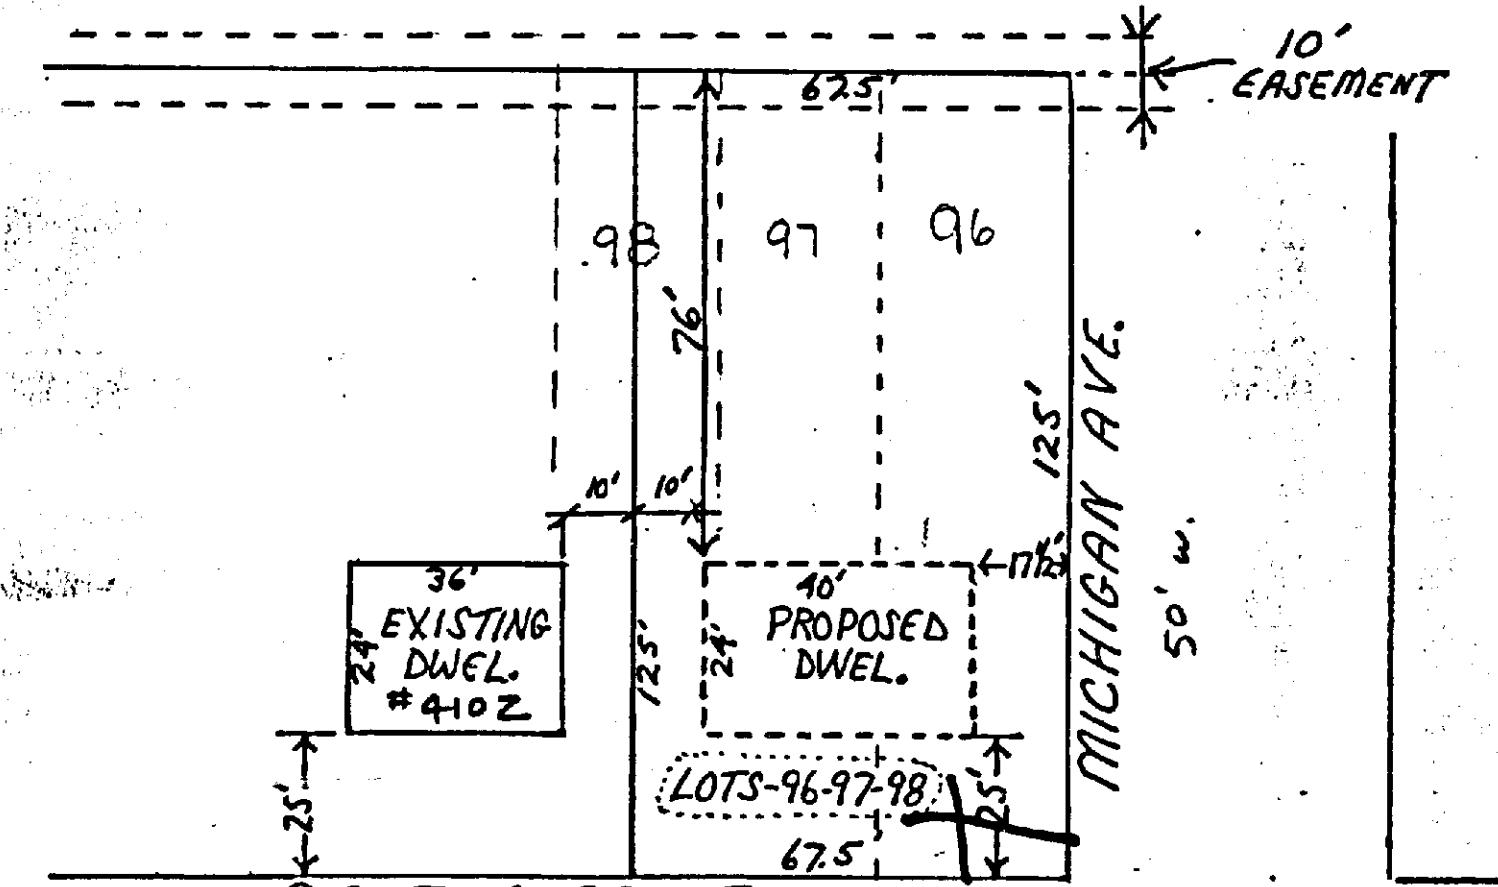 10'
EASEMENT
62.5'
98
97
96
76'
125'
MICHIGAN AVE.
50' W.
10'
10'
17½'
36'
EXISTING
DWEL.
#4102
24'
125'
40'
PROPOSED
DWEL.
24'
LOTS-96-97-98
25'
25'
67.5